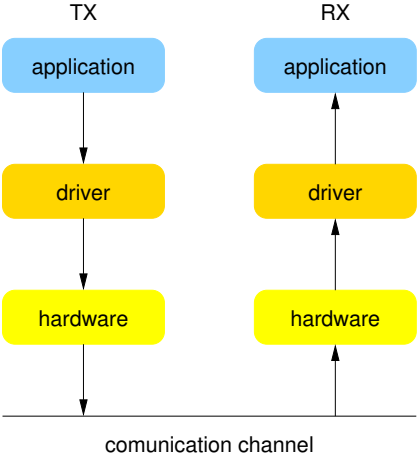 TX RX
application application
driver driver
hardware hardware
comunication channel